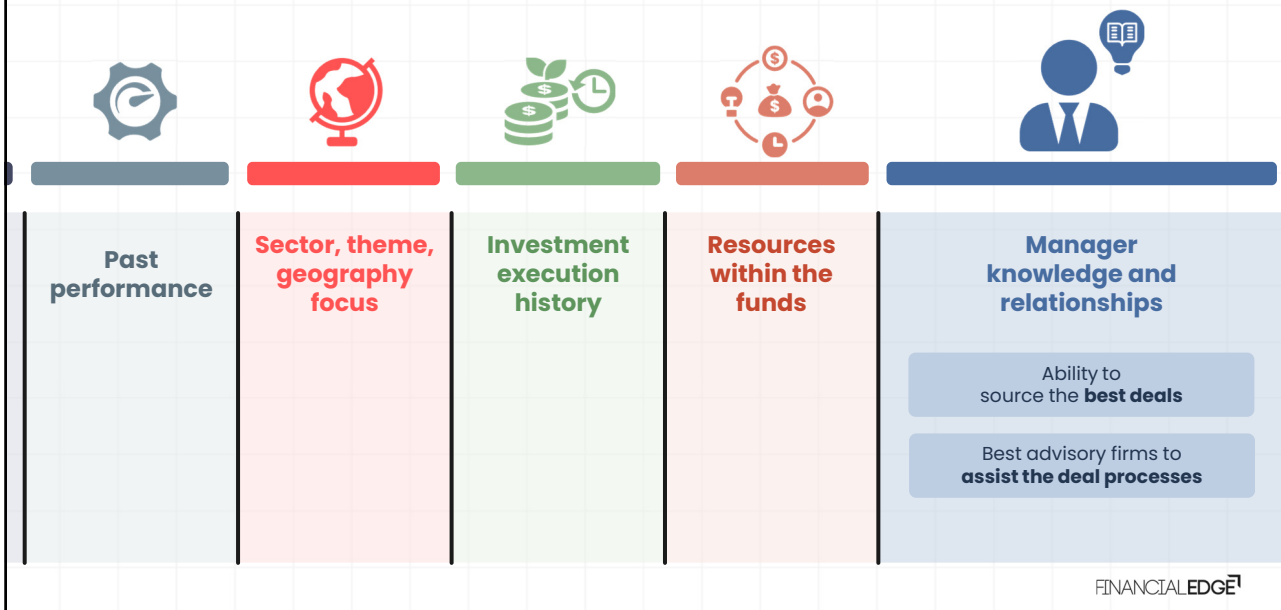 Past
performance
Sector, theme,
geography
focus
Investment
execution
history
Resources
within the
funds
Manager
knowledge and
relationships
Ability to
source the best deals
Best advisory firms to
assist the deal processes
FINANCIALEDGE